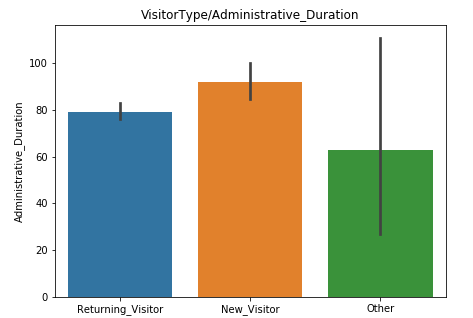 VisitorType/Administrative_Duration
Administrative_Duration
100
80
60
40
20
0
Returning_Visitor
New_Visitor
Other